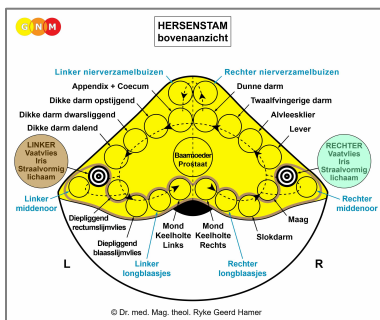 GNM
HERSENSTAM
bovenaanzicht
Linker nierverzamelbuizen
Rechter nierverzamelbuizen
Appendix + Coecum
Dunne darm
Dikke darm opstijgend
Twaalfvingerige darm
Dikke darm dwarsliggend
Alvleesklier
Dikke darm dalend
Lever
LINKER
Vaatvlies
Iris
Straalvormig
lichaam
Baarmoeder
Prostaat
RECHTER
Vaatvlies
Iris
Straalvormig
lichaam
Linker
middenoor
Rechter
middenoor
Diepliggend
rectumslijmvlies
Diepliggend
blaasslijmvlies
Mond
Keelholte
Links
Mond
Keelholte
Rechts
Maag
Slokdarm
Linker
longblaasjes
Rechter
longblaasjes
L
R
© Dr. med. Mag. theol. Ryke Geerd Hamer